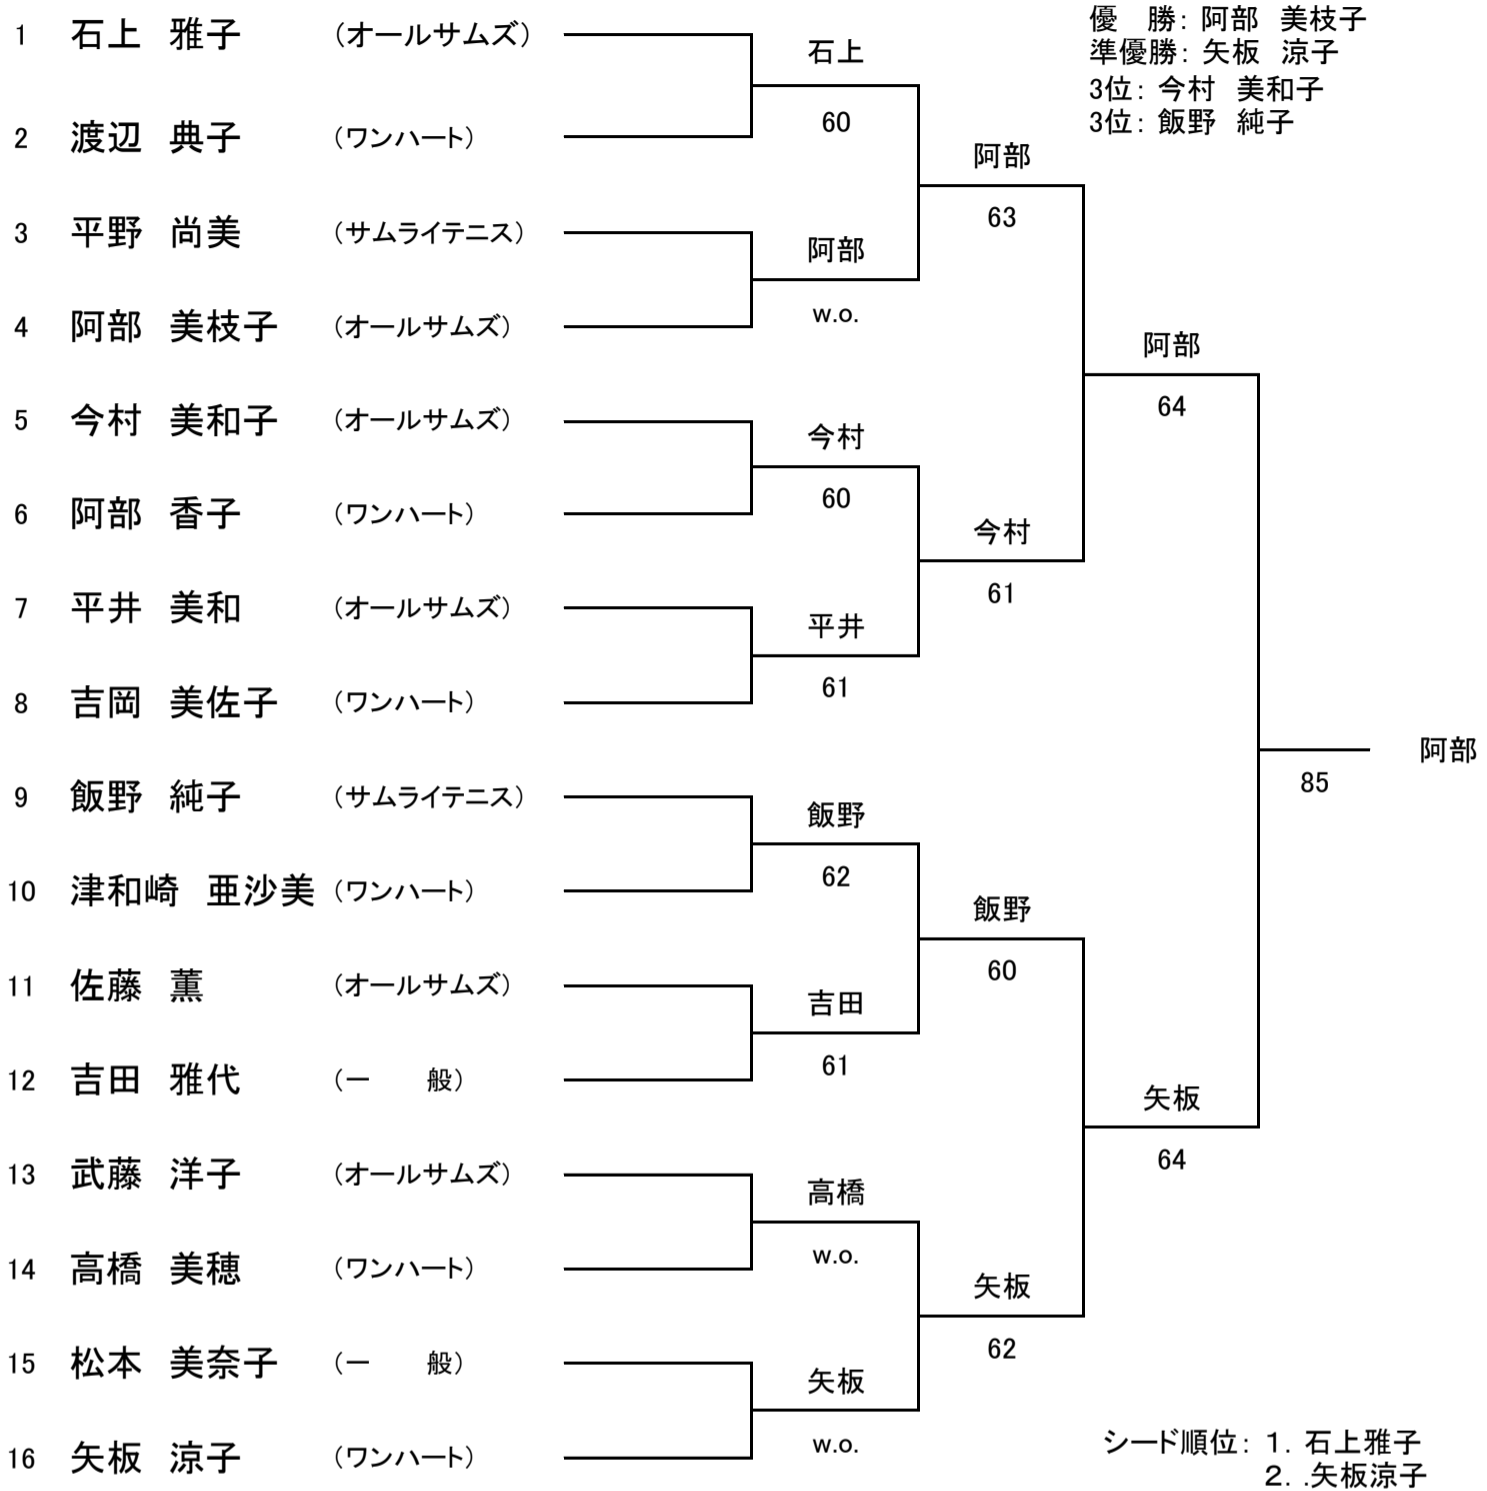 1 石上 雅子 (オールサムズ)
2 渡辺 典子 (ワンハート)
3 平野 尚美 (サムライテニス)
4 阿部 美枝子 (オールサムズ)
5 今村 美和子 (オールサムズ)
6 阿部 香子 (ワンハート)
7 平井 美和 (オールサムズ)
8 吉岡 美佐子 (ワンハート)
9 飯野 純子 (サムライテニス)
10 津和崎 亜沙美 (ワンハート)
11 佐藤 薫 (オールサムズ)
12 吉田 雅代 (一 般)
13 武藤 洋子 (オールサムズ)
14 高橋 美穂 (ワンハート)
15 松本 美奈子 (一 般)
16 矢板 涼子 (ワンハート)
石上
60
阿部
w.o.
今村
60
平井
61
飯野
62
吉田
61
高橋
w.o.
矢板
w.o.
阿部
63
今村
61
飯野
60
矢板
62
阿部
64
矢板
64
85
阿部
優 勝: 阿部 美枝子
準優勝: 矢板 涼子
3位: 今村 美和子
3位: 飯野 純子
シード順位: 1. 石上雅子
2. .矢板涼子